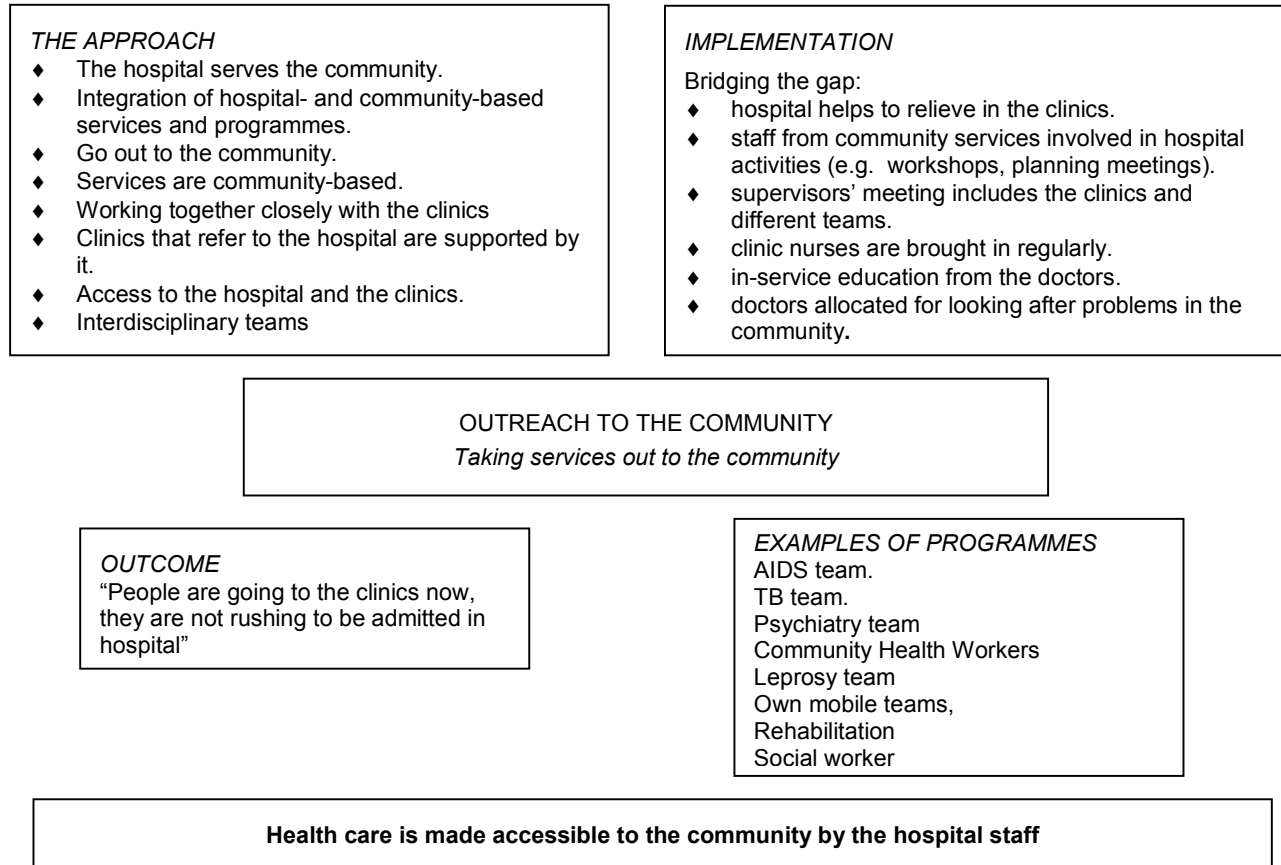 THE APPROACH
♦ The hospital serves the community.
♦ Integration of hospital- and community-based
services and programmes.
♦ Go out to the community.
♦ Services are community-based.
♦ Working together closely with the clinics
♦ Clinics that refer to the hospital are supported by
it.
♦ Access to the hospital and the clinics.
♦ Interdisciplinary teams
IMPLEMENTATION
Bridging the gap:
♦ hospital helps to relieve in the clinics.
♦ staff from community services involved in hospital
activities (e.g. workshops, planning meetings).
♦ supervisors’ meeting includes the clinics and
different teams.
♦ clinic nurses are brought in regularly.
♦ in-service education from the doctors.
♦ doctors allocated for looking after problems in the
community.
OUTREACH TO THE COMMUNITY
Taking services out to the community
OUTCOME
“People are going to the clinics now,
they are not rushing to be admitted in
hospital”
EXAMPLES OF PROGRAMMES
AIDS team.
TB team.
Psychiatry team
Community Health Workers
Leprosy team
Own mobile teams,
Rehabilitation
Social worker
Health care is made accessible to the community by the hospital staff